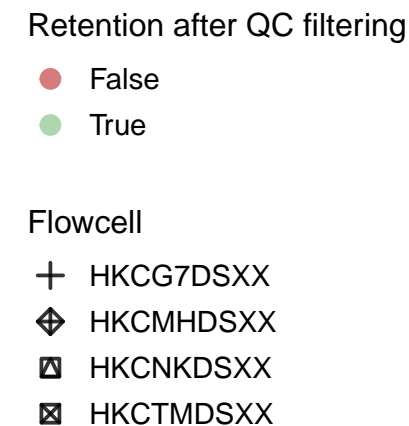 Retention after QC filtering
False
True
Flowcell
HKCG7DSXX
HKCMHDSXX
HKCNKDSXX
HKCTMDSXX